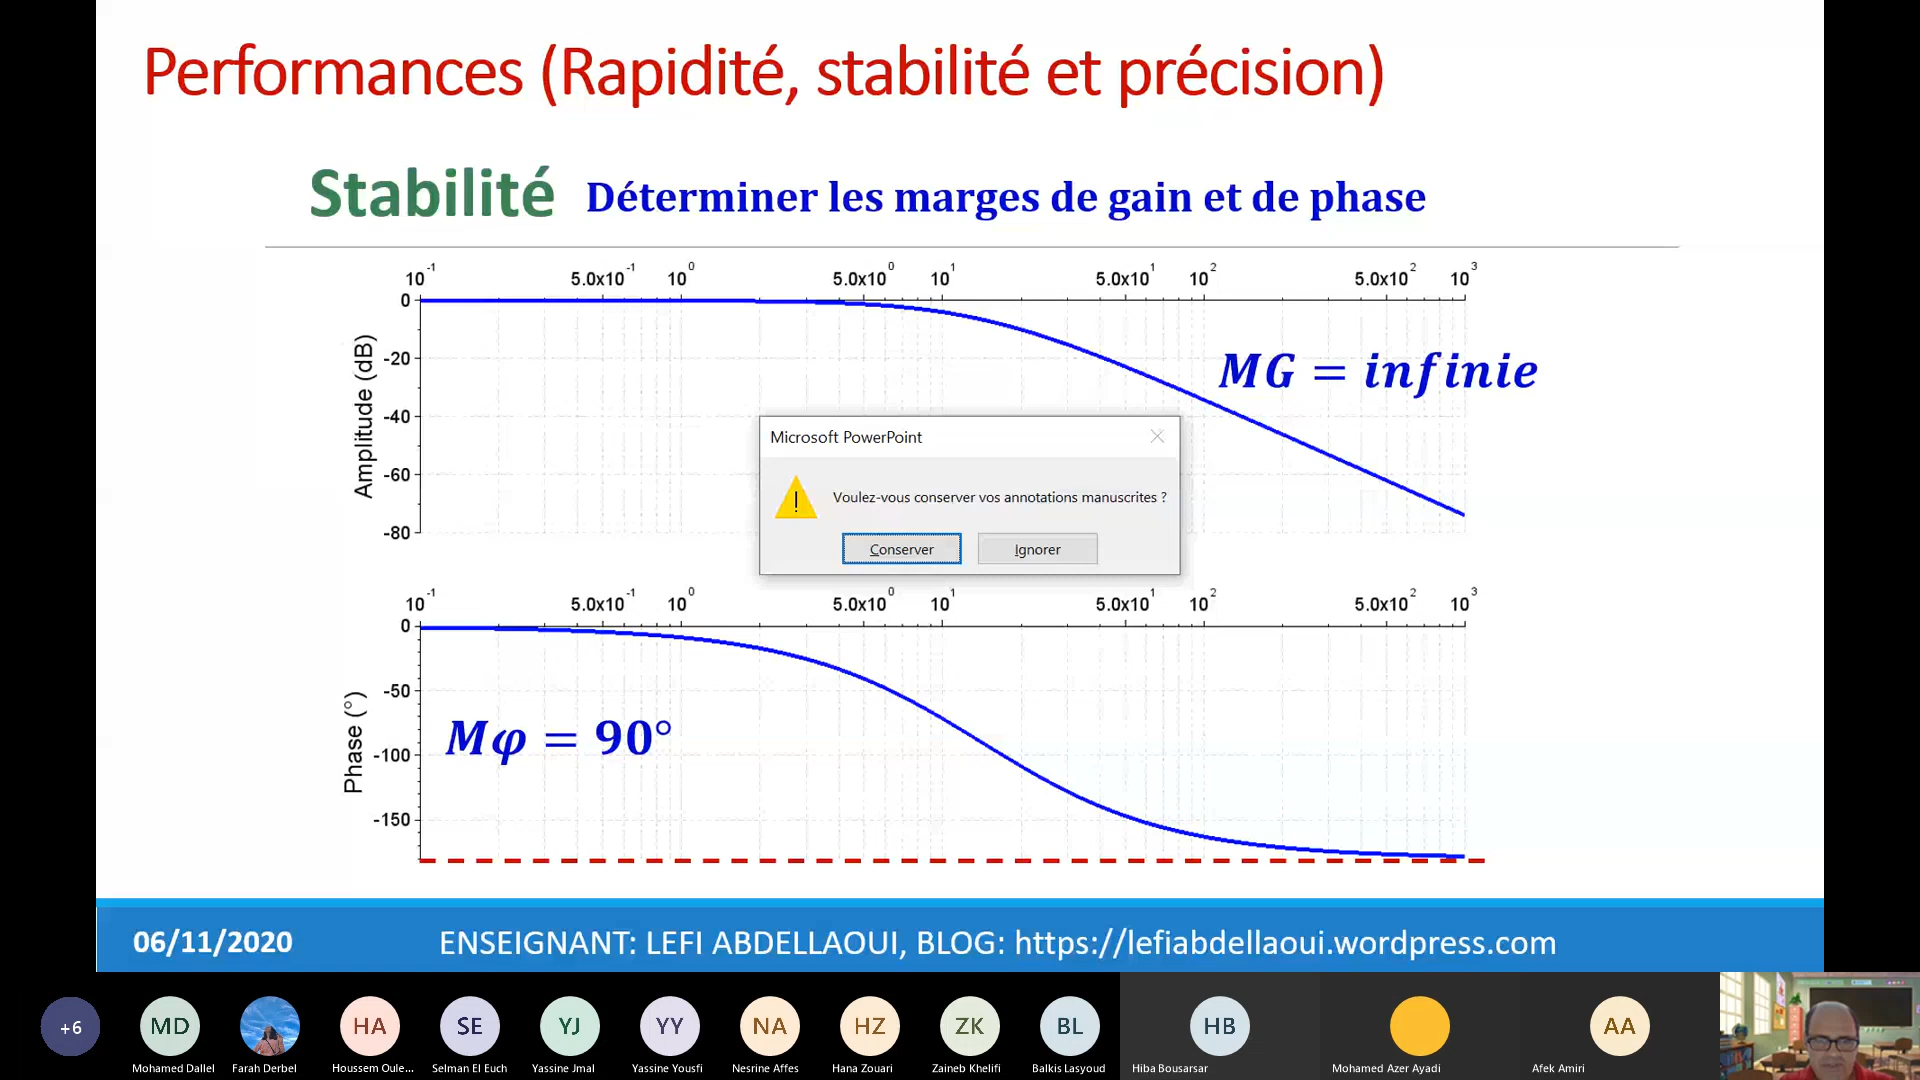 Performances (Rapidité, stabilité et précision)
Stabilité Déterminer les marges de gain et de phase
10⁻¹ 5.0x10⁻¹ 10⁰ 5.0x10⁰ 10¹ 5.0x10¹ 10² 5.0x10² 10³
0
-20
-40
-60
-80
Amplitude (dB)
MG = infinie
Microsoft PowerPoint
Voulez-vous conserver vos annotations manuscrites ?
Conserver Ignorer
10⁻¹ 5.0x10⁻¹ 10⁰ 5.0x10⁰ 10¹ 5.0x10¹ 10² 5.0x10² 10³
0
-50
-100
-150
Phase (°)
Mφ = 90°
06/11/2020 ENSEIGNANT: LEFI ABDELLAOUI, BLOG: https://lefiabdellaoui.wordpress.com
+6 MD HA SE YJ YY NA HZ ZK BL HB AA
Mohamed Dallel Farah Derbel Houssem Oule... Selman El Euch Yassine Jmal Yassine Yousfi Nesrine Affes Hana Zouari Zaineb Khelifi Balkis Lasyoud Hiba Bousarsar Mohamed Azer Ayadi Afek Amiri